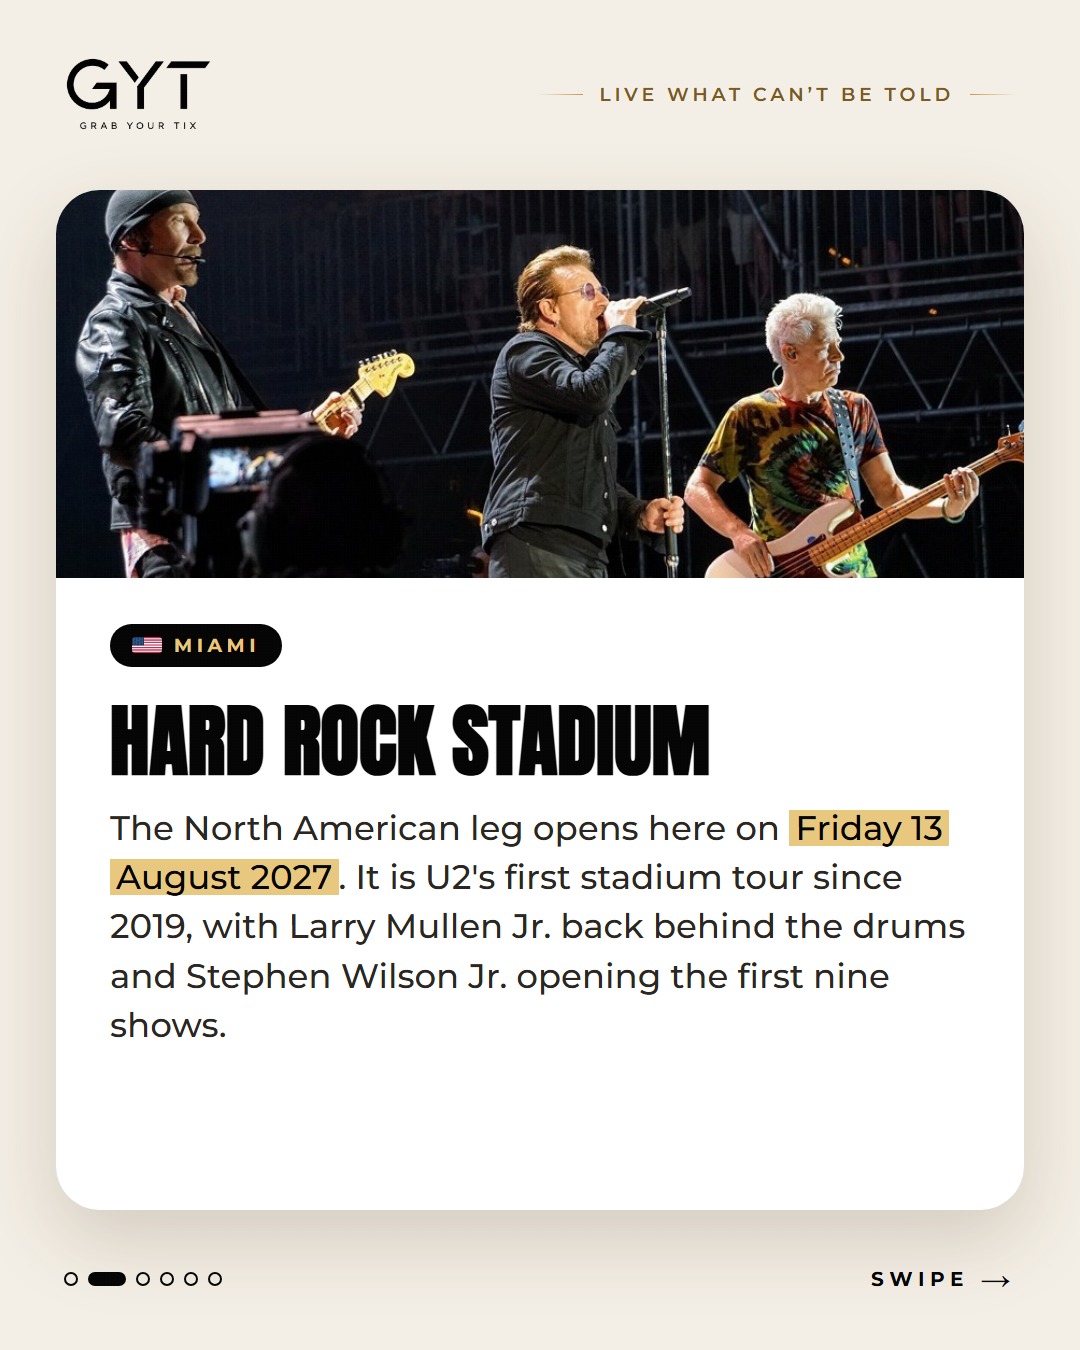 GYT
GRAB YOUR TIX
LIVE WHAT CAN’T BE TOLD
MIAMI
HARD ROCK STADIUM
The North American leg opens here on Friday 13
August 2027. It is U2's first stadium tour since
2019, with Larry Mullen Jr. back behind the drums
and Stephen Wilson Jr. opening the first nine
shows.
SWIPE →